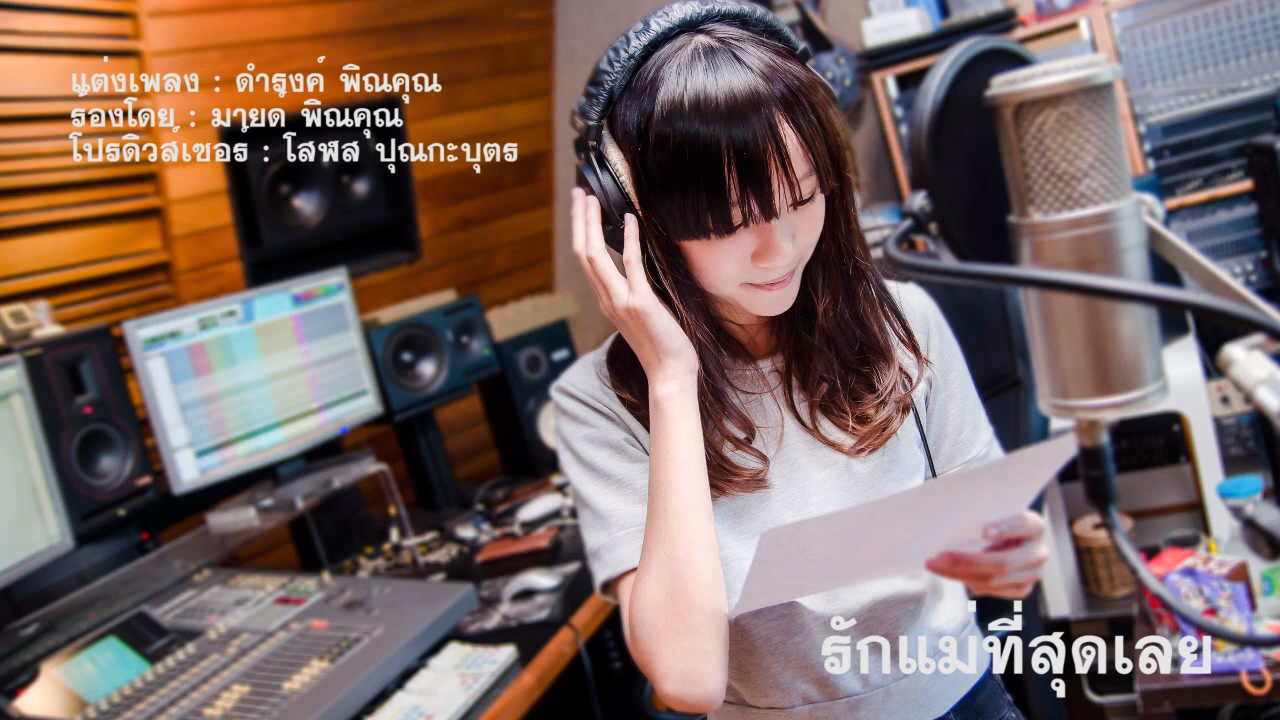 แต่งเพลง : ดำรงค์ พิณคุณ
ร้องโดย : มายด์ พิณคุณ
โปรดิวส์เซอร์ : โสฬส ปุณกะบุตร
รักแม่ที่สุดเลย